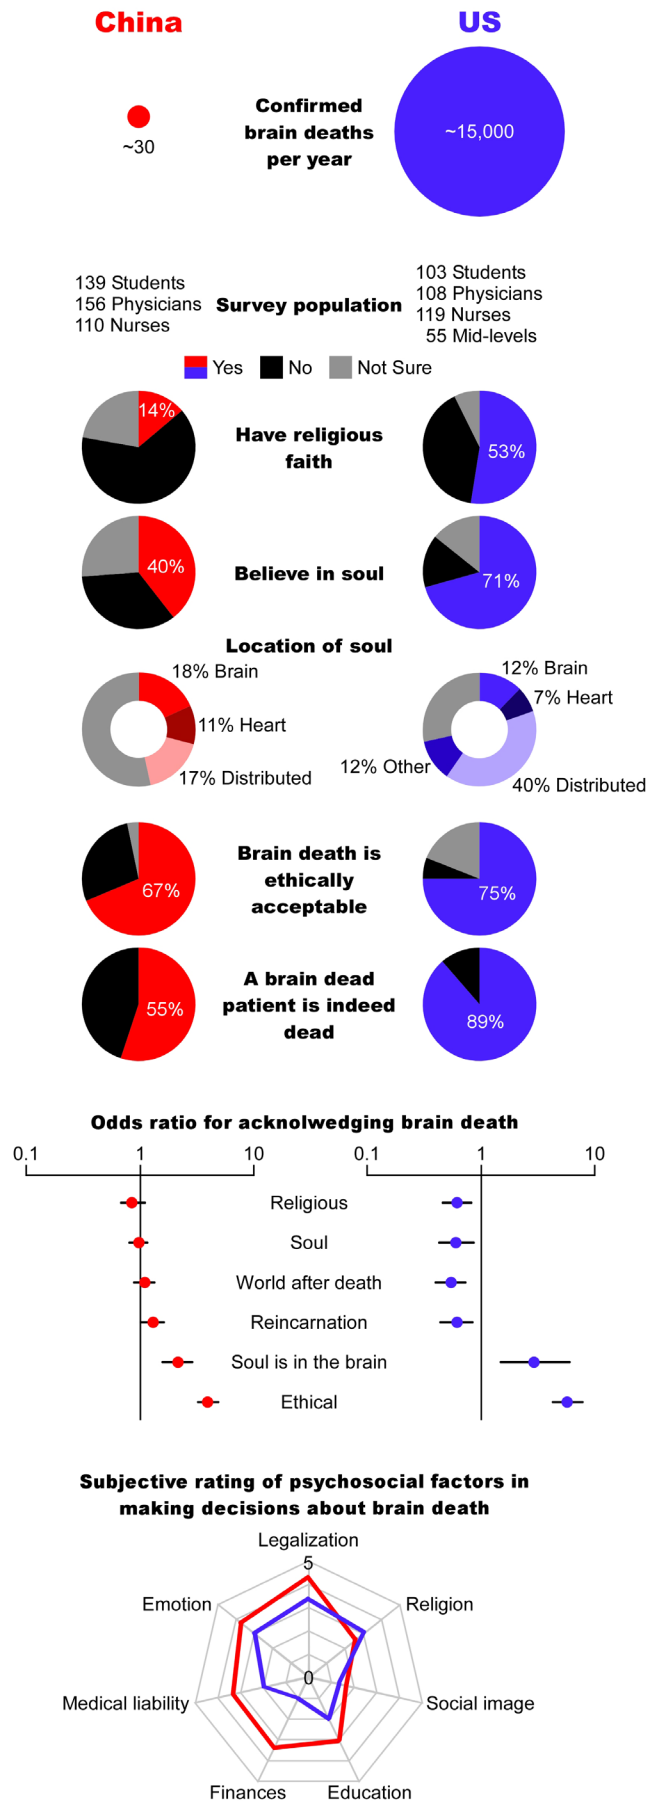 China
US
Confirmed
brain deaths
per year
~30
~15,000
139 Students
156 Physicians
110 Nurses
Survey population
103 Students
108 Physicians
119 Nurses
55 Mid-levels
Yes
No
Not Sure
14%
Have religious
faith
53%
40%
Believe in soul
71%
Location of soul
18% Brain
11% Heart
17% Distributed
12% Brain
7% Heart
12% Other
40% Distributed
67%
Brain death is
ethically
acceptable
75%
55%
A brain dead
patient is indeed
dead
89%
Odds ratio for acknolwedging brain death
0.1
1
10
0.1
1
10
Religious
Soul
World after death
Reincarnation
Soul is in the brain
Ethical
Subjective rating of psychosocial factors in
making decisions about brain death
Legalization
5
Emotion
Religion
0
Medical liability
Social image
Finances
Education